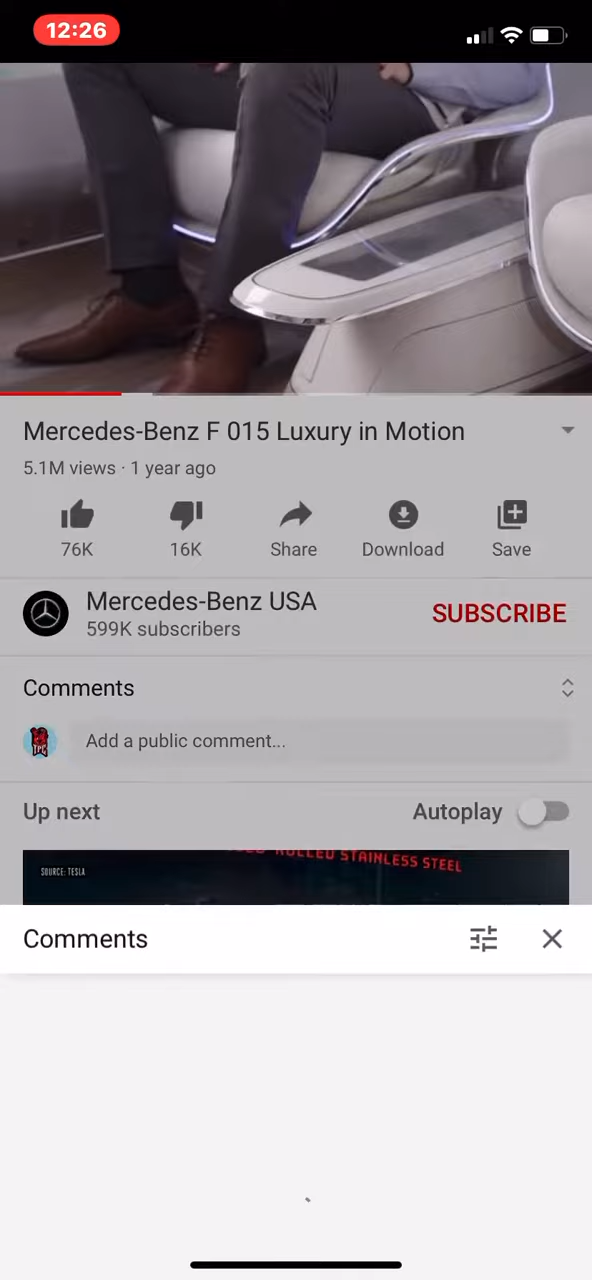 12:26
Mercedes-Benz F 015 Luxury in Motion
5.1M views · 1 year ago
76K
16K
Share
Download
Save
Mercedes-Benz USA
599K subscribers
SUBSCRIBE
Comments
Add a public comment...
Up next
Autoplay
ROLLED STAINLESS STEEL
SOURCE: TESLA
Comments